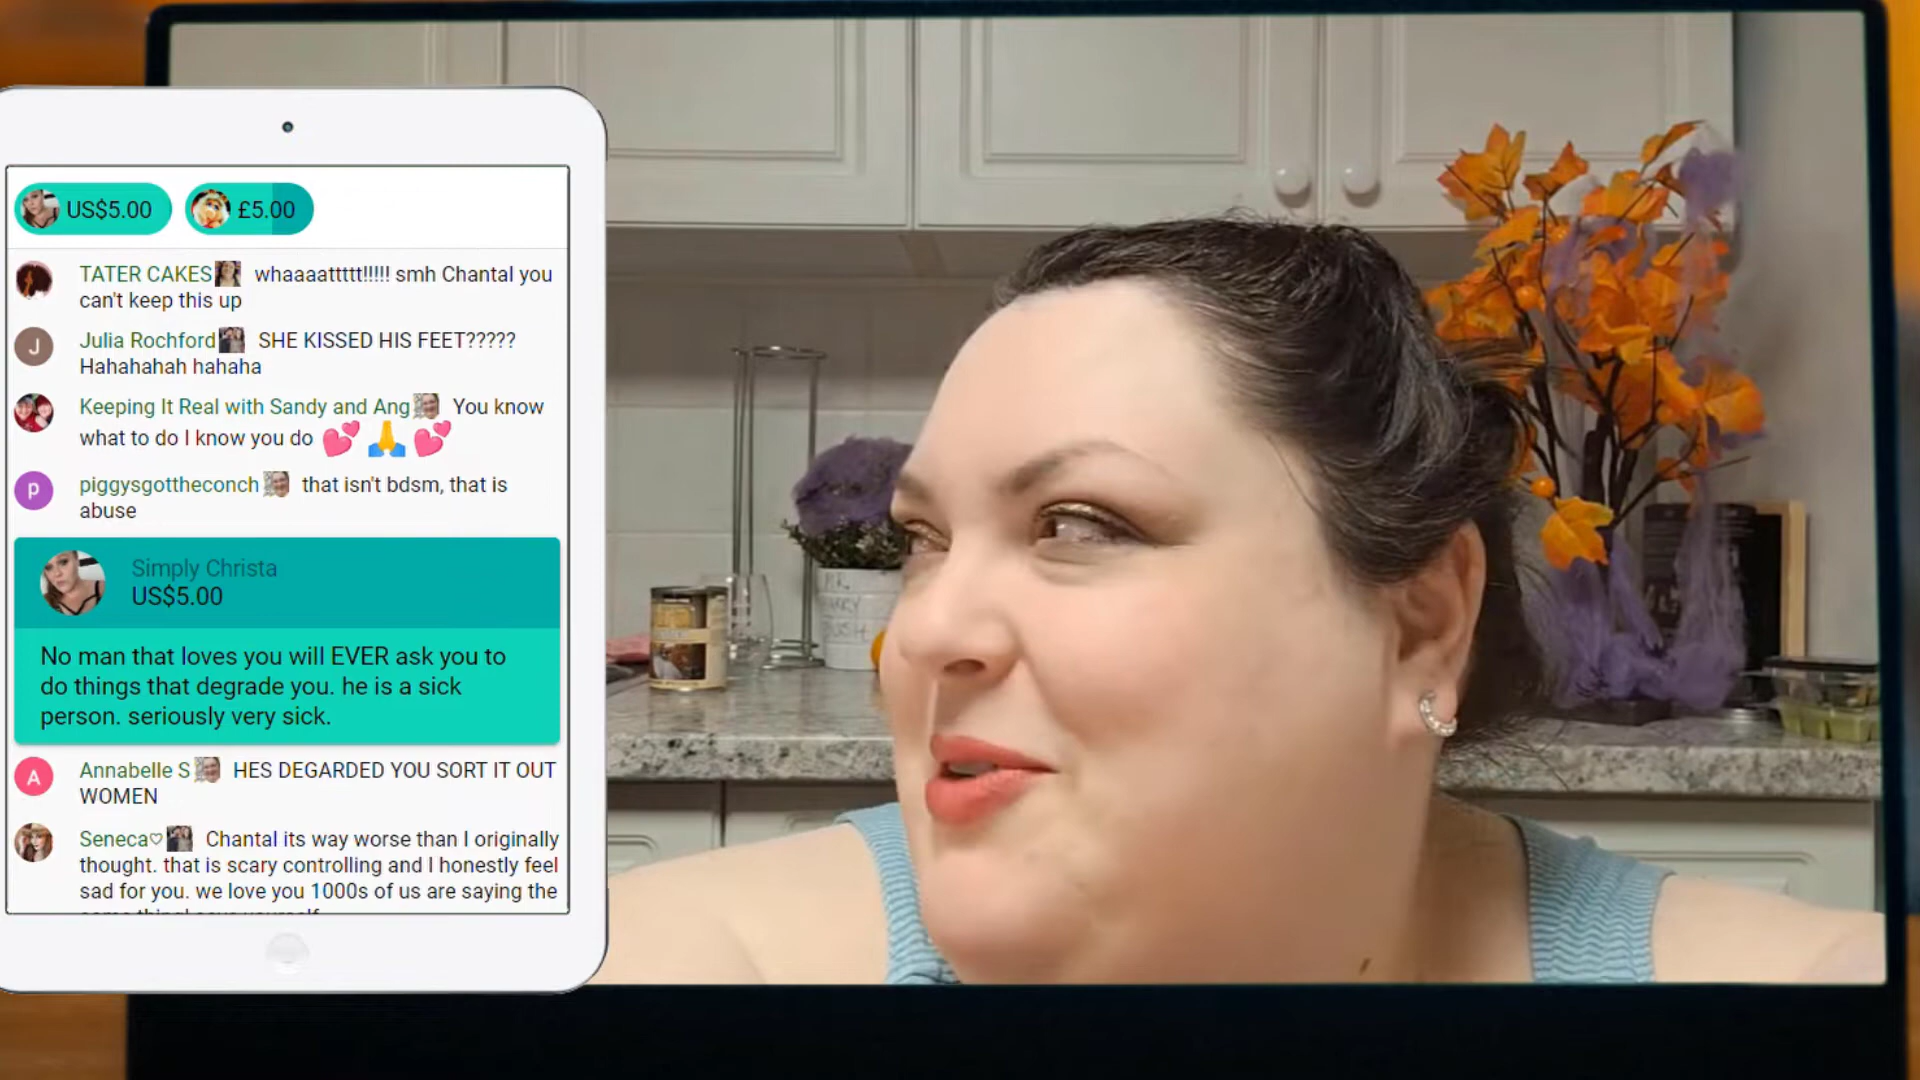 US$5.00 £5.00
TATER CAKES whaaaattttt!!!!! smh Chantal you
can't keep this up
J
Julia Rochford SHE KISSED HIS FEET?????
Hahahahah hahaha
Keeping It Real with Sandy and Ang You know
what to do I know you do 💕🙏💕
p
piggysgottheconch that isn't bdsm, that is
abuse
Simply Christa
US$5.00
No man that loves you will EVER ask you to
do things that degrade you. he is a sick
person. seriously very sick.
A
Annabelle S HES DEGARDED YOU SORT IT OUT
WOMEN
Seneca♡ Chantal its way worse than I originally
thought. that is scary controlling and I honestly feel
sad for you. we love you 1000s of us are saying the